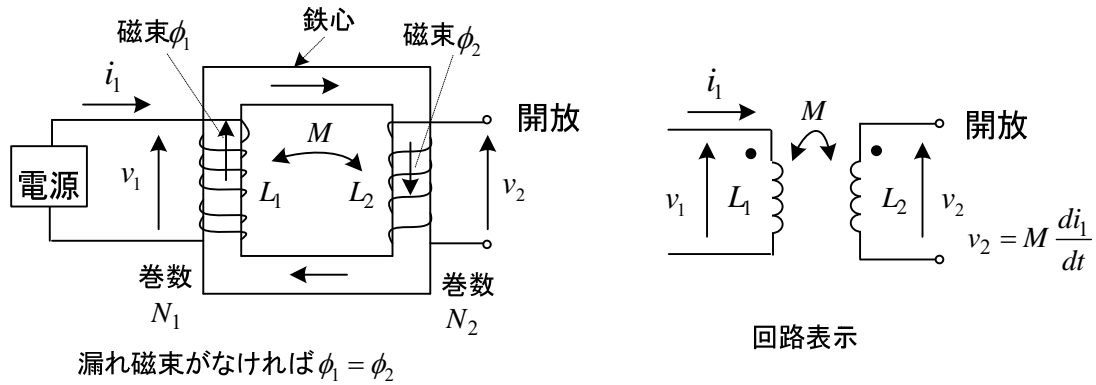 鉄心
磁束ϕ₁
磁束ϕ₂
i₁
電源
v₁
M
L₁
L₂
開放
v₂
巻数
N₁
巻数
N₂
漏れ磁束がなければϕ₁ = ϕ₂
i₁
M
開放
v₁
L₁
L₂
v₂
v₂ = M di₁/dt
回路表示